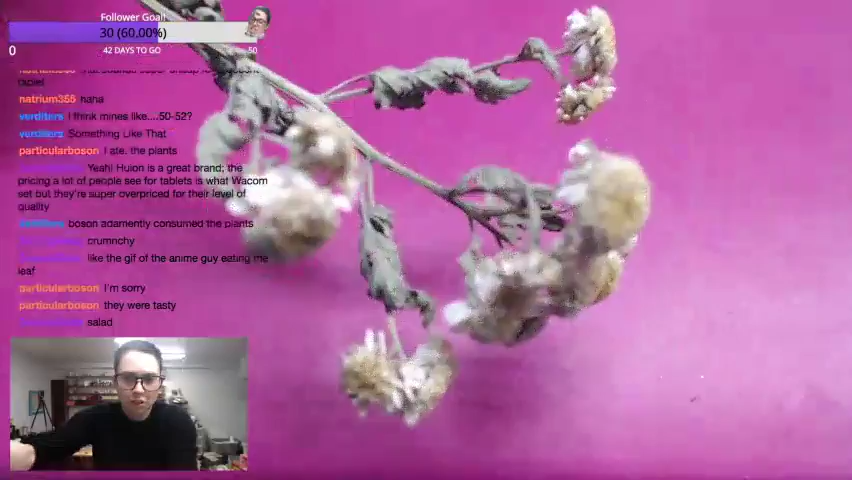 Follower Goal!
30 (60,00%)
0
42 DAYS TO GO
50
natrium355 haha
verditers I think mines like....50-52?
verditers Something Like That
particularboson I ate. the plants
Yeah! Huion is a great brand; the
pricing a lot of people see for tablets is what Wacom
set but they're super overpriced for their level of
quality
boson adamently consumed the plants
crumnchy
like the gif of the anime guy eating the
leaf
particularboson I'm sorry
particularboson they were tasty
salad